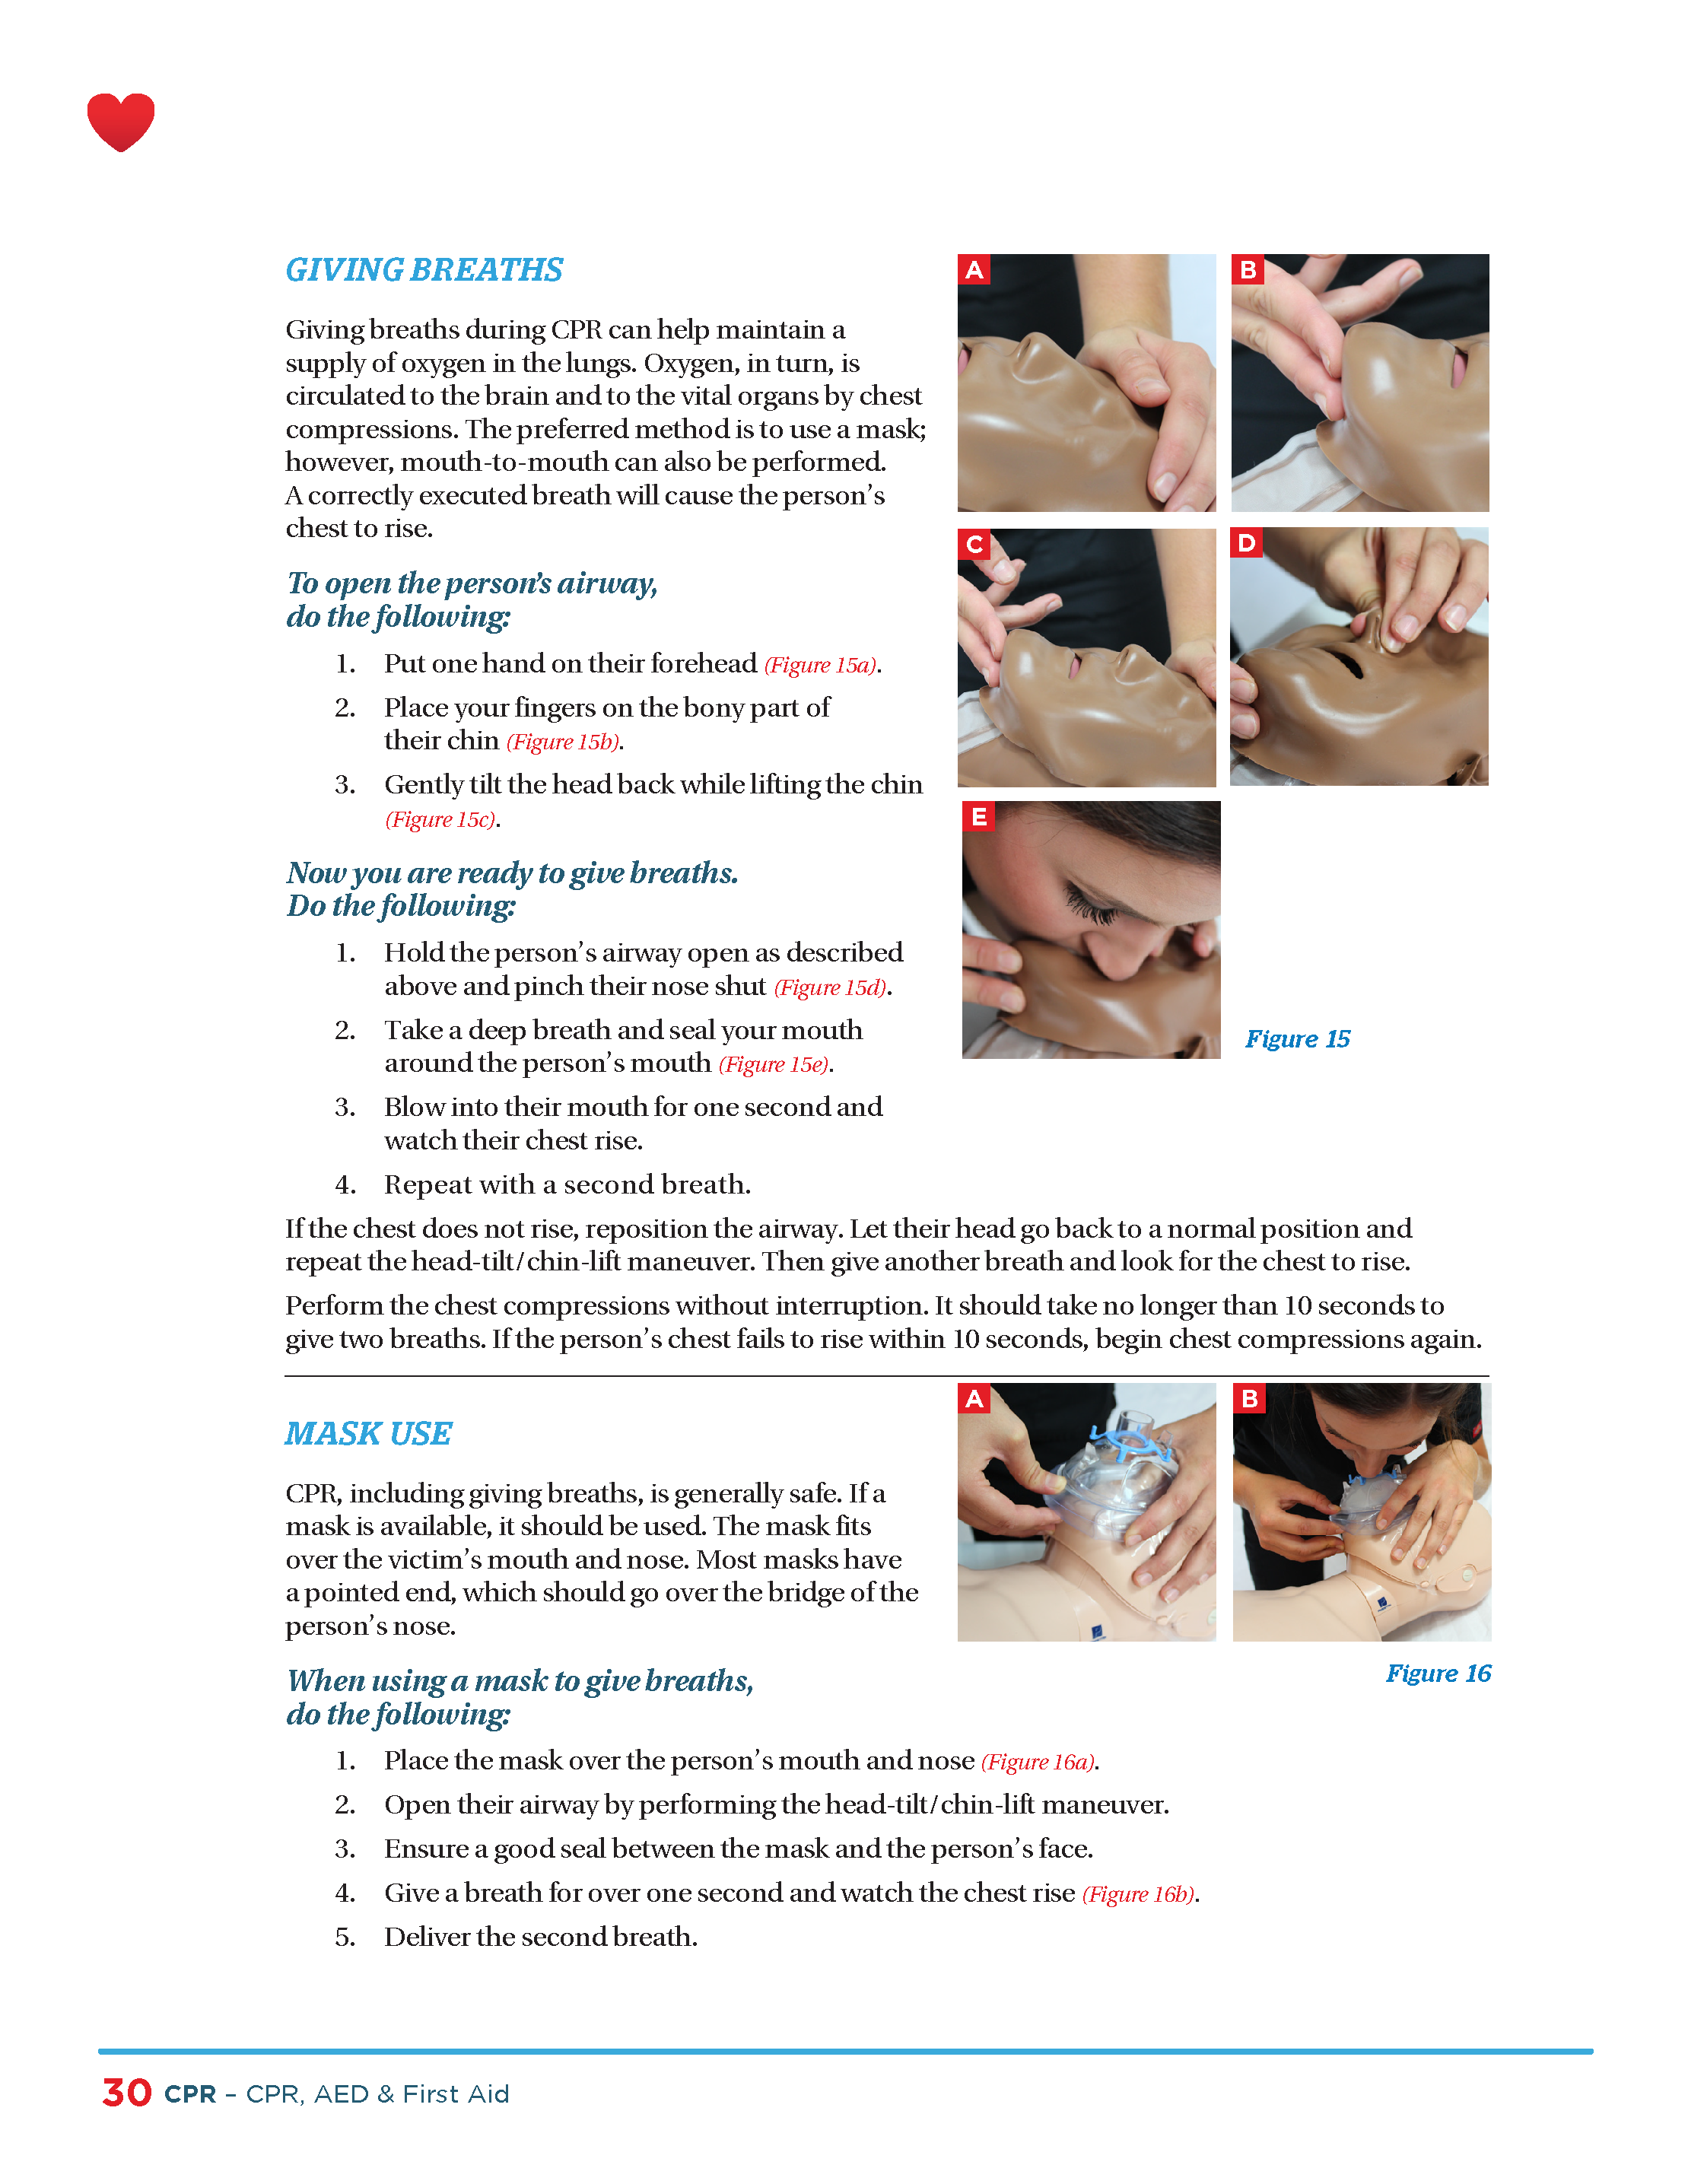 GIVING BREATHS
Giving breaths during CPR can help maintain a
supply of oxygen in the lungs. Oxygen, in turn, is
circulated to the brain and to the vital organs by chest
compressions. The preferred method is to use a mask;
however, mouth-to-mouth can also be performed.
A correctly executed breath will cause the person’s
chest to rise.
To open the person’s airway,
do the following:
1. Put one hand on their forehead (Figure 15a).
2. Place your fingers on the bony part of
their chin (Figure 15b).
3. Gently tilt the head back while lifting the chin
(Figure 15c).
Now you are ready to give breaths.
Do the following:
1. Hold the person’s airway open as described
above and pinch their nose shut (Figure 15d).
2. Take a deep breath and seal your mouth
around the person’s mouth (Figure 15e).
3. Blow into their mouth for one second and
watch their chest rise.
4. Repeat with a second breath.
A
B
C
D
E
Figure 15
If the chest does not rise, reposition the airway. Let their head go back to a normal position and
repeat the head-tilt/chin-lift maneuver. Then give another breath and look for the chest to rise.
Perform the chest compressions without interruption. It should take no longer than 10 seconds to
give two breaths. If the person’s chest fails to rise within 10 seconds, begin chest compressions again.
MASK USE
CPR, including giving breaths, is generally safe. If a
mask is available, it should be used. The mask fits
over the victim’s mouth and nose. Most masks have
a pointed end, which should go over the bridge of the
person’s nose.
A
B
Figure 16
When using a mask to give breaths,
do the following:
1. Place the mask over the person’s mouth and nose (Figure 16a).
2. Open their airway by performing the head-tilt/chin-lift maneuver.
3. Ensure a good seal between the mask and the person’s face.
4. Give a breath for over one second and watch the chest rise (Figure 16b).
5. Deliver the second breath.
30 CPR – CPR, AED & First Aid